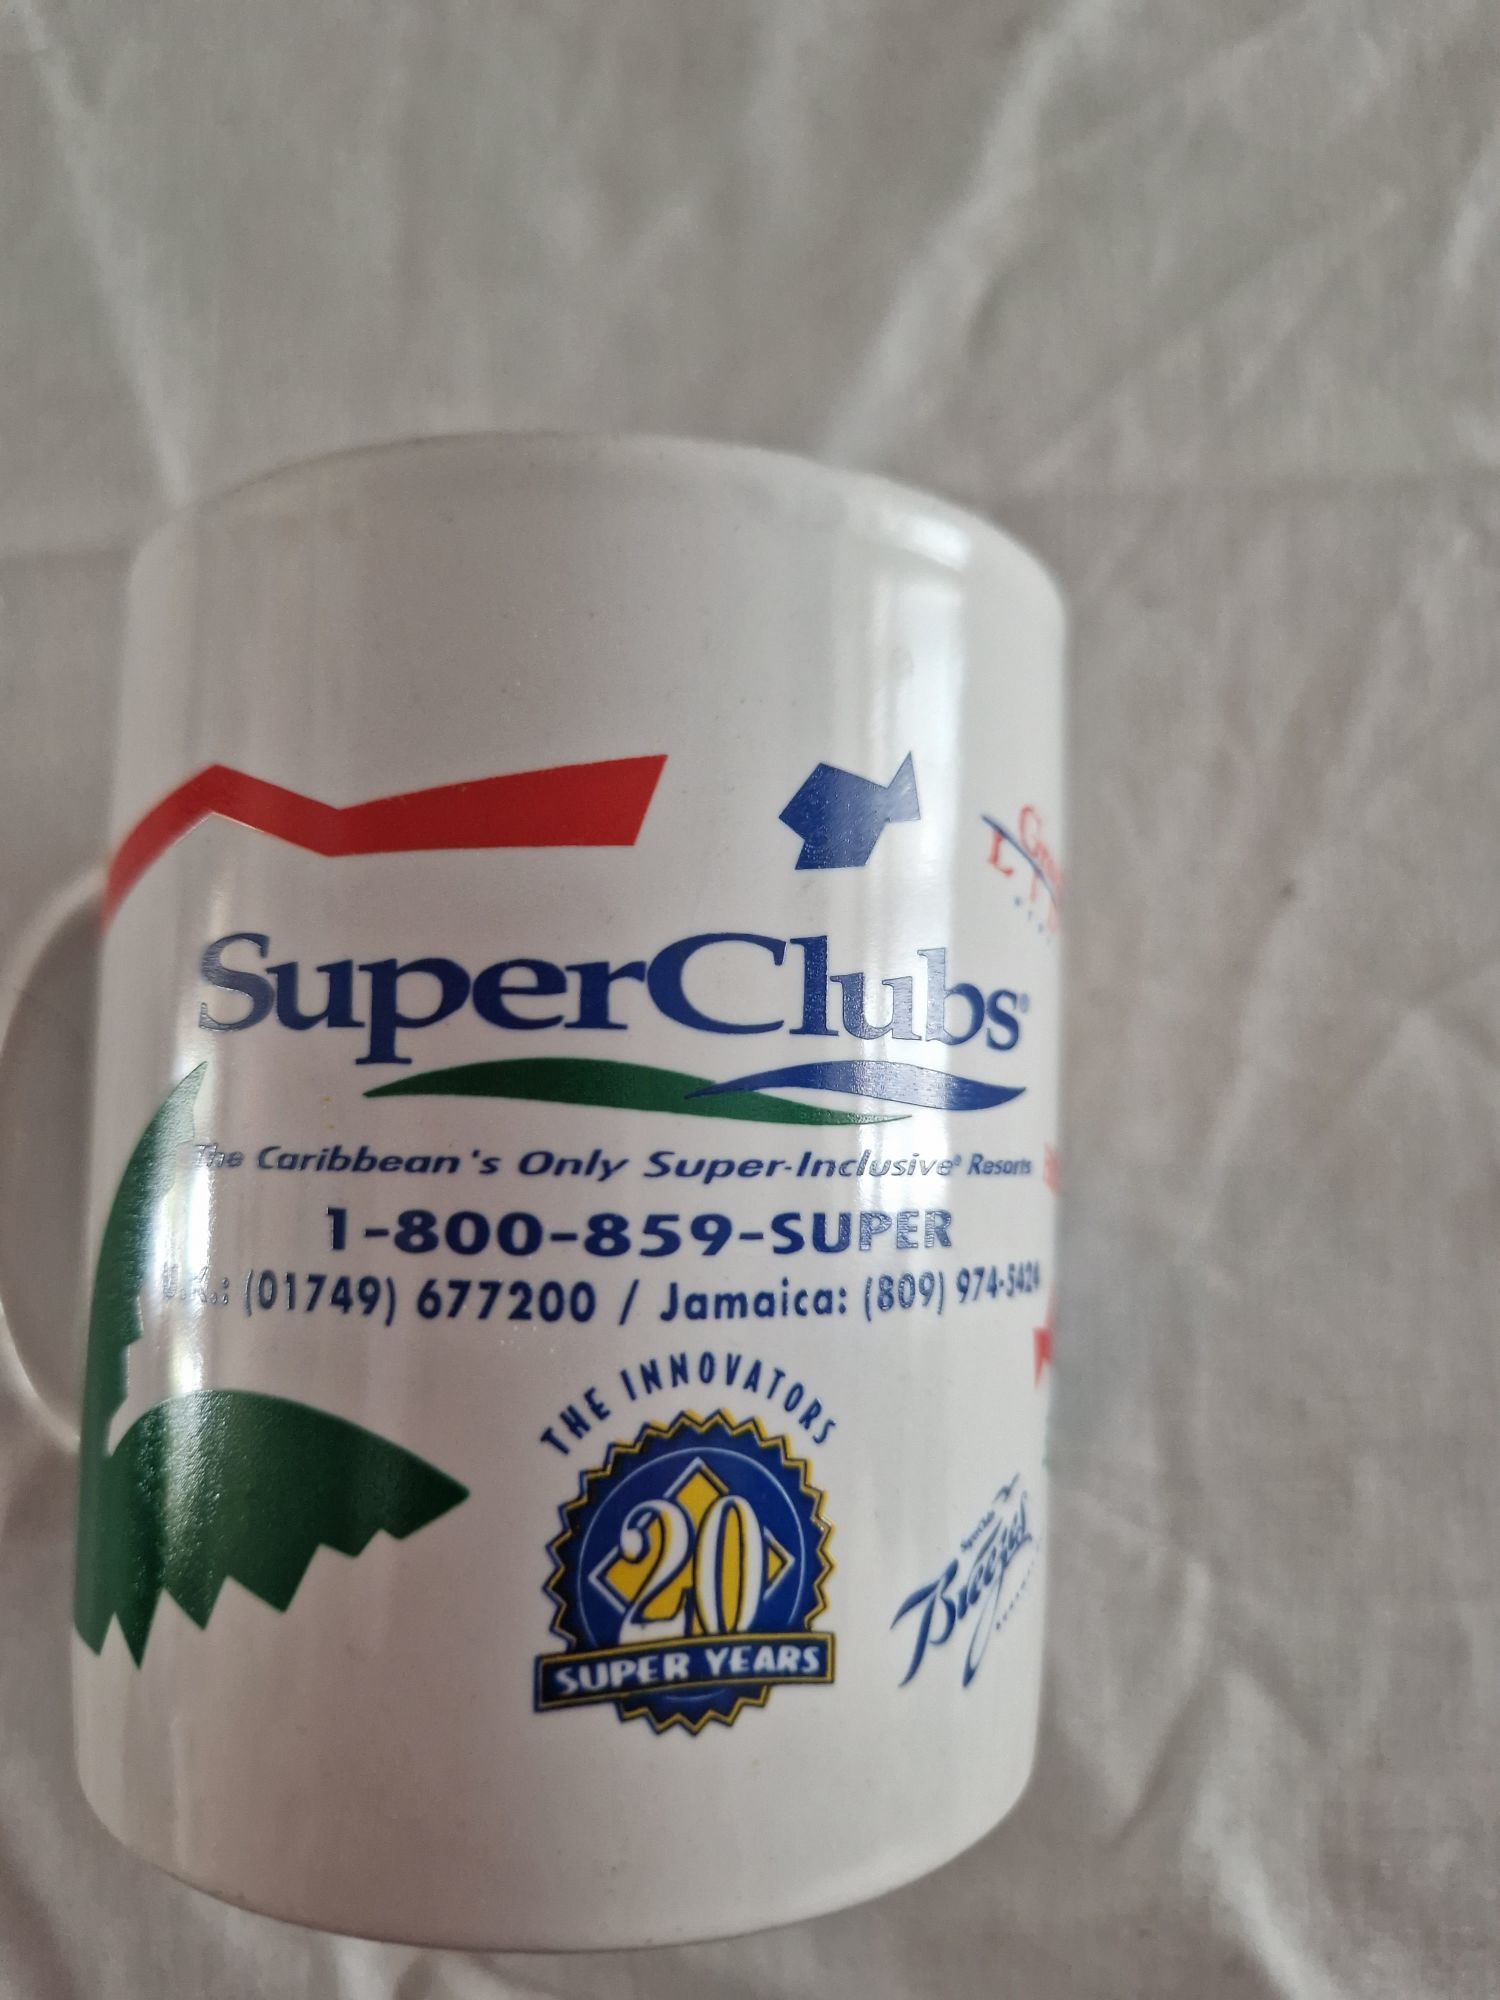 SuperClubs®
The Caribbean's Only Super-Inclusive® Resorts
1-800-859-SUPER
U.K.: (01749) 677200 / Jamaica: (809) 974-5424
THE INNOVATORS
20
SUPER YEARS
SuperClubs
Breezes